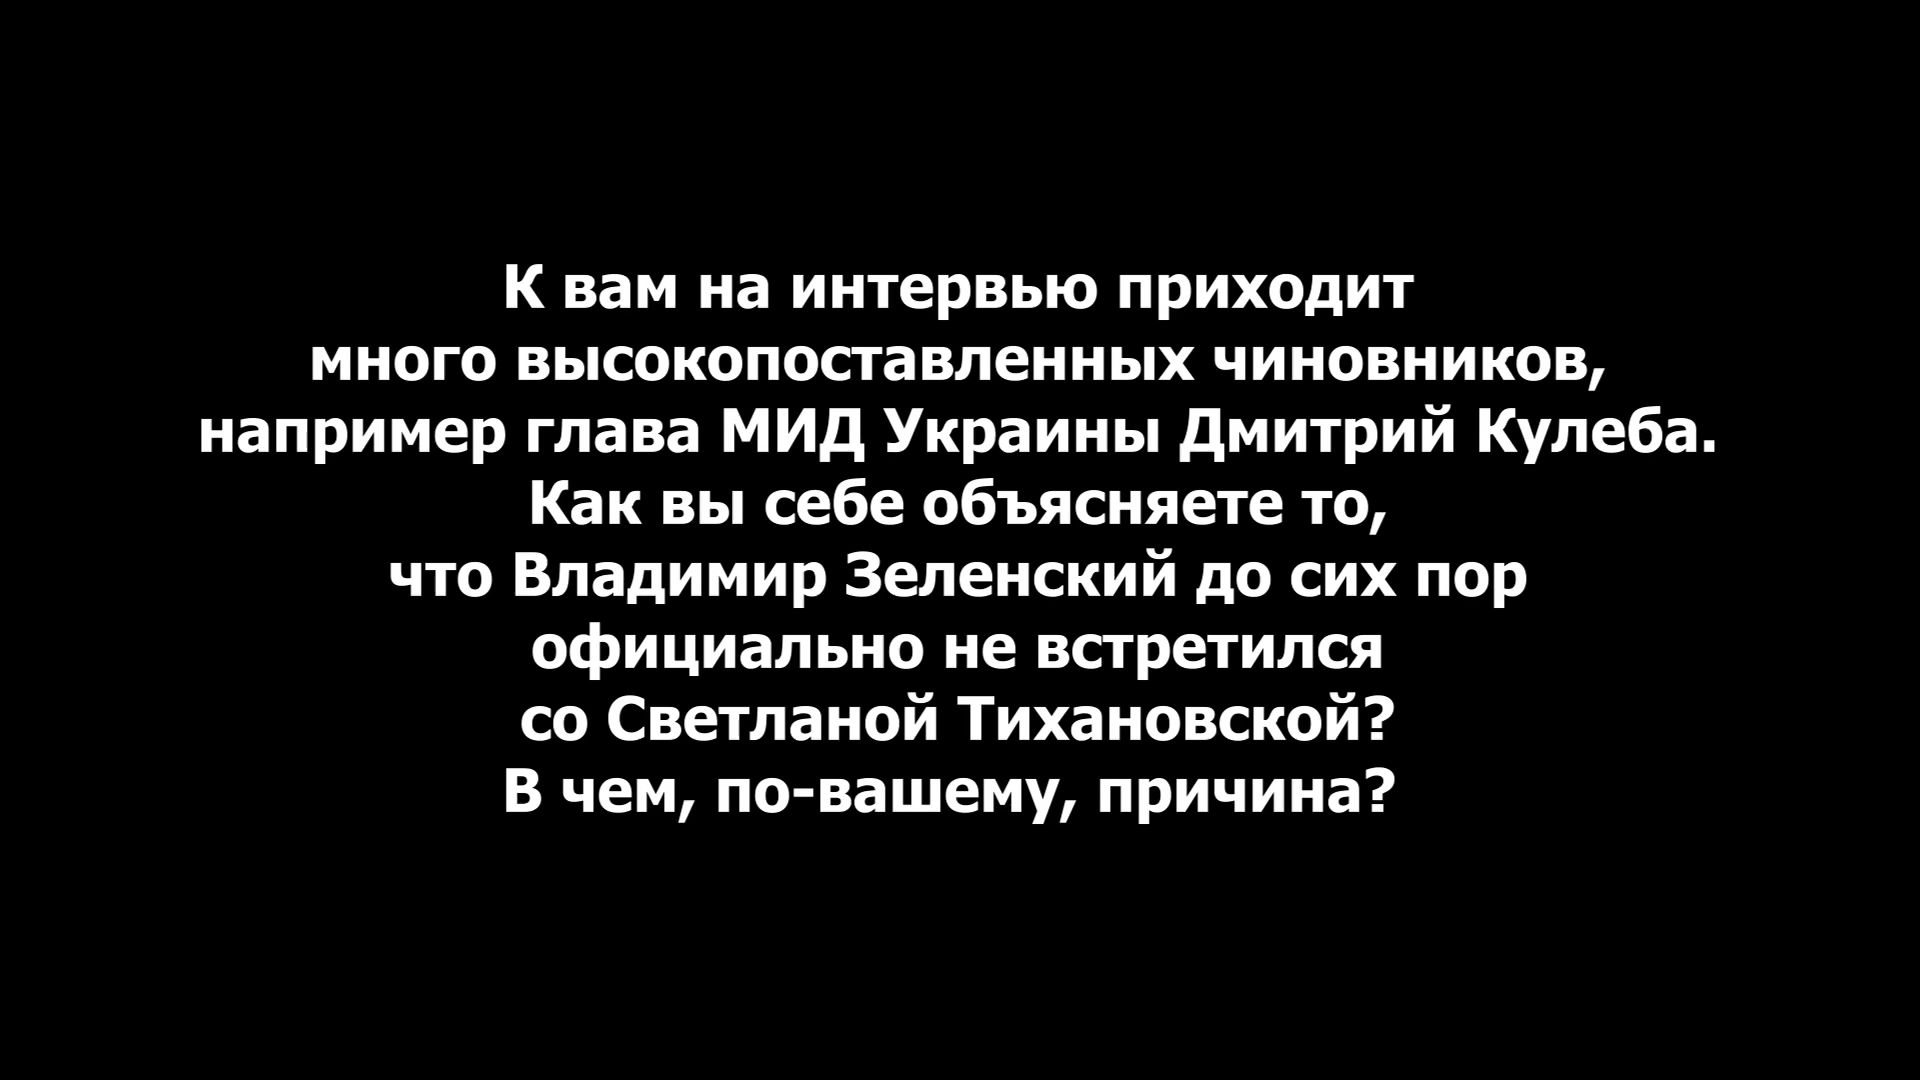 К вам на интервью приходит
много высокопоставленных чиновников,
например глава МИД Украины Дмитрий Кулеба.
Как вы себе объясняете то,
что Владимир Зеленский до сих пор
официально не встретился
со Светланой Тихановской?
В чем, по-вашему, причина?